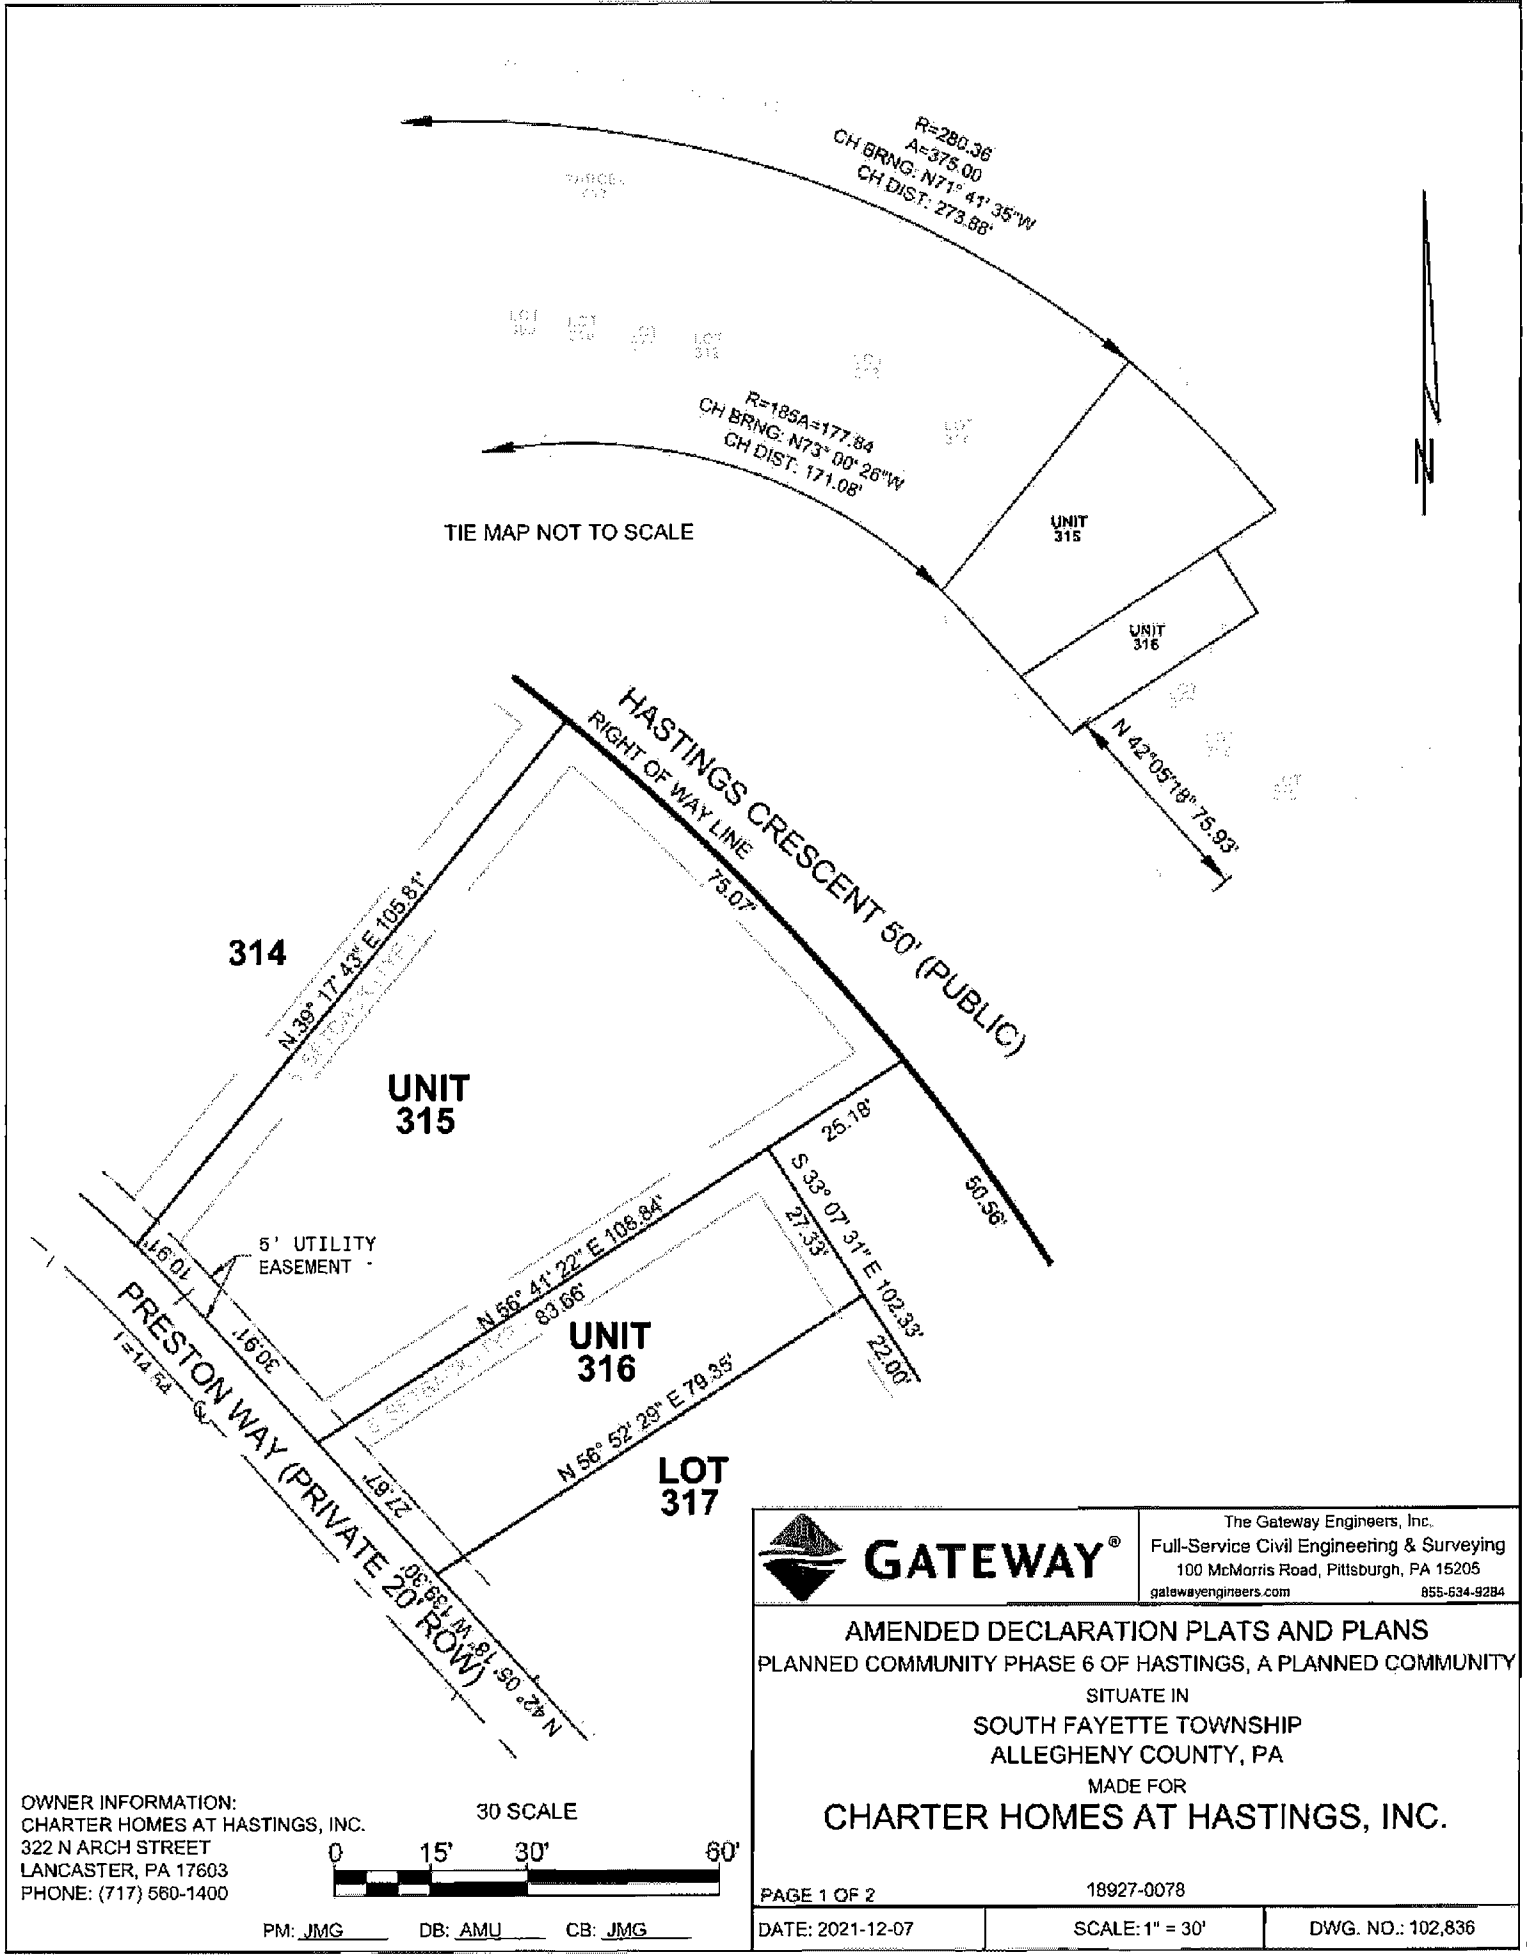 R=280.36
A=375.00
CH BRNG: N71° 41' 35"W
CH DIST: 273.88'
LOT
312
R=185A=177.84
CH BRNG: N73° 00' 26"W
CH DIST: 171.08'
TIE MAP NOT TO SCALE
UNIT
315
UNIT
316
N 42°05'18" 75.93'
N
HASTINGS CRESCENT 50' (PUBLIC)
RIGHT OF WAY LINE
75.07'
314
N 39° 17' 43" E 105.81'
UNIT
315
25.18'
50.56'
S 33° 07' 31" E 102.33'
27.33'
22.00'
N 56° 41' 22" E 108.84'
83.66'
5' UTILITY
EASEMENT
10.91'
30.91'
27.87'
UNIT
316
N 56° 52' 29" E 79.35'
LOT
317
PRESTON WAY (PRIVATE 20' ROW)
N 42° 05' 18" W 139.30'
OWNER INFORMATION:
CHARTER HOMES AT HASTINGS, INC.
322 N ARCH STREET
LANCASTER, PA 17603
PHONE: (717) 560-1400
30 SCALE
0 15' 30' 60'
PM: JMG DB: AMU CB: JMG
GATEWAY®
The Gateway Engineers, Inc.
Full-Service Civil Engineering & Surveying
100 McMorris Road, Pittsburgh, PA 15205
gatewayengineers.com 855-634-9284
AMENDED DECLARATION PLATS AND PLANS
PLANNED COMMUNITY PHASE 6 OF HASTINGS, A PLANNED COMMUNITY
SITUATE IN
SOUTH FAYETTE TOWNSHIP
ALLEGHENY COUNTY, PA
MADE FOR
CHARTER HOMES AT HASTINGS, INC.
18927-0078
PAGE 1 OF 2
DATE: 2021-12-07 SCALE: 1" = 30' DWG. NO.: 102,836